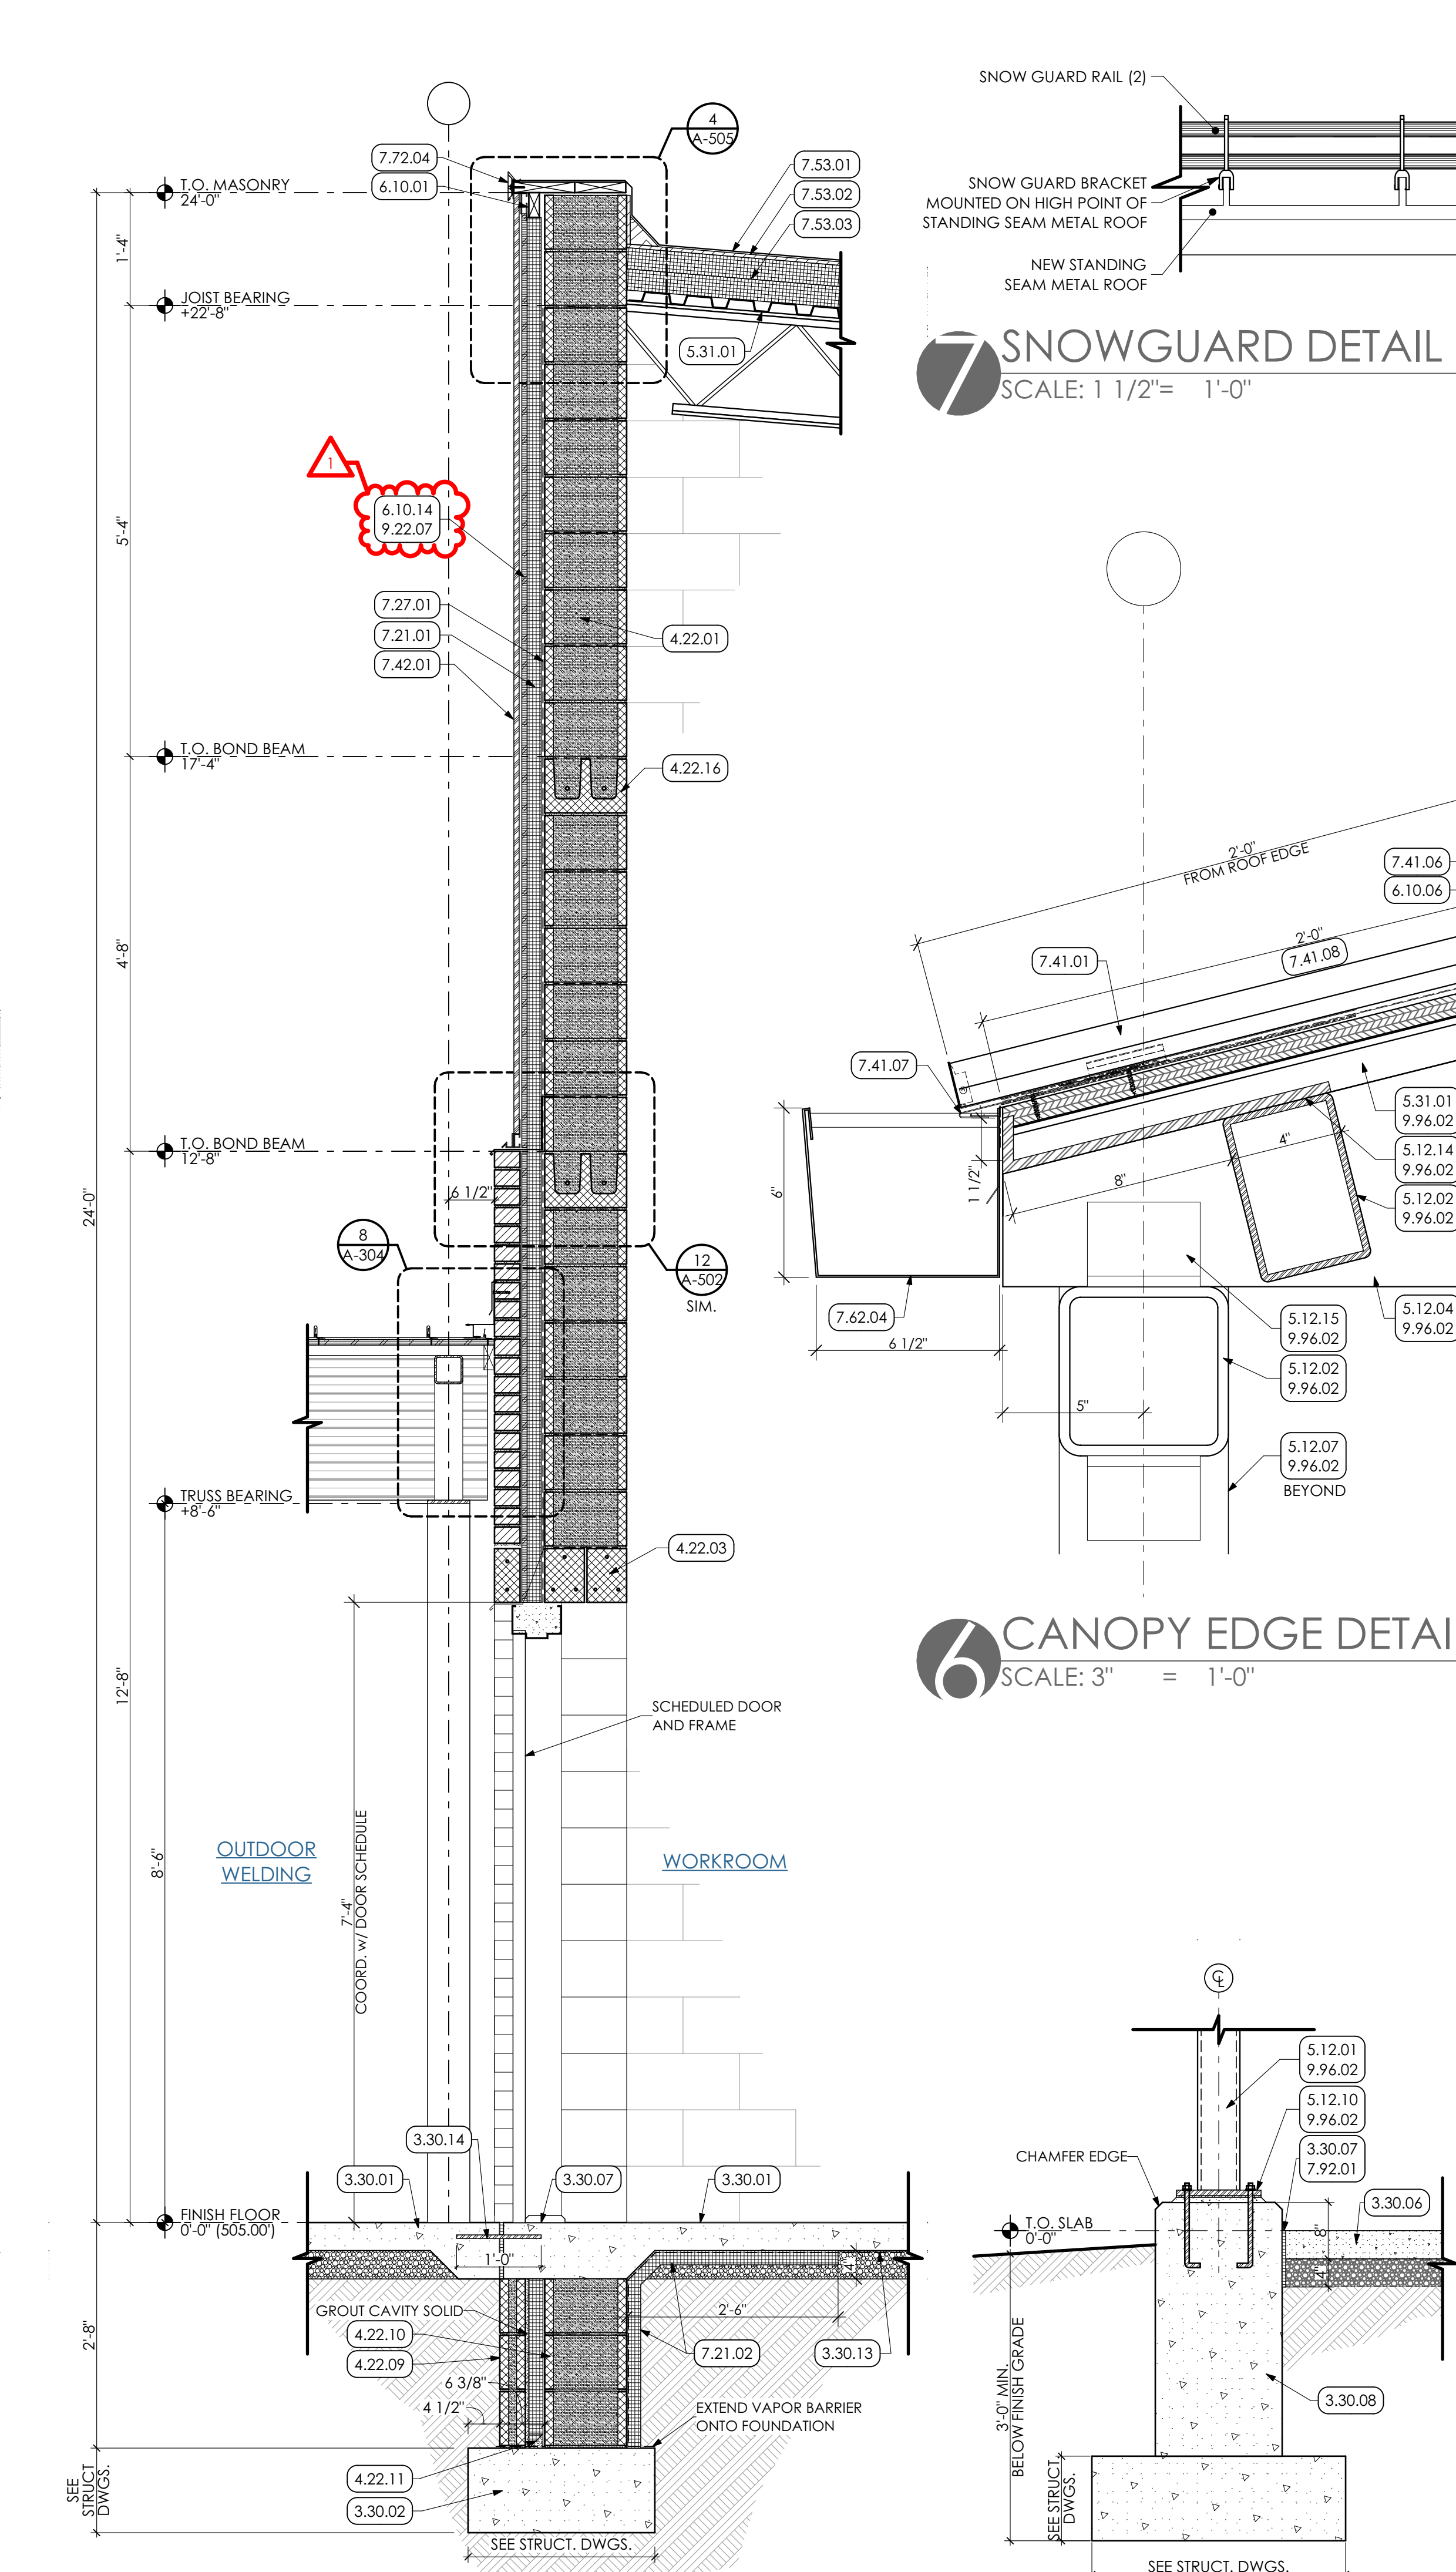 4
A-505
7.72.04
6.10.01
7.53.01
7.53.02
7.53.03
T.O. MASONRY
24'-0"
1'-4"
JOIST BEARING
+22'-8"
5.31.01
1
6.10.14
9.22.07
5'-4"
7.27.01
7.21.01
7.42.01
4.22.01
T.O. BOND BEAM
17'-4"
4.22.16
4'-8"
T.O. BOND BEAM
12'-8"
6 1/2"
24'-0"
8
A-304
12
A-502
SIM.
TRUSS BEARING
+8'-6"
4.22.03
12'-8"
SCHEDULED DOOR
AND FRAME
8'-6"
OUTDOOR
WELDING
7'-4"
COORD. w/ DOOR SCHEDULE
WORKROOM
3.30.14
3.30.01
3.30.07
3.30.01
FINISH FLOOR
0'-0" (505.00')
1'-0"
4"
GROUT CAVITY SOLID
2'-6"
2'-8"
4.22.10
4.22.09
7.21.02
3.30.13
6 3/8"
4 1/2"
EXTEND VAPOR BARRIER
ONTO FOUNDATION
SEE
STRUCT
DWGS.
4.22.11
3.30.02
SEE STRUCT. DWGS.
SNOW GUARD RAIL (2)
SNOW GUARD BRACKET
MOUNTED ON HIGH POINT OF
STANDING SEAM METAL ROOF
NEW STANDING
SEAM METAL ROOF
7
SNOWGUARD DETAIL
SCALE: 1 1/2"= 1'-0"
2'-0"
FROM ROOF EDGE
7.41.06
6.10.06
2'-0"
7.41.08
7.41.01
7.41.07
5.31.01
9.96.02
5.12.14
9.96.02
5.12.02
9.96.02
4"
8"
1 1/2"
6"
7.62.04
6 1/2"
5.12.15
9.96.02
5.12.04
9.96.02
5.12.02
9.96.02
5"
5.12.07
9.96.02
BEYOND
6
CANOPY EDGE DETAI
SCALE: 3" = 1'-0"
CL
5.12.01
9.96.02
5.12.10
9.96.02
3.30.07
7.92.01
CHAMFER EDGE
3.30.06
T.O. SLAB
0'-0"
8"
4"
3'-0" MIN.
BELOW FINISH GRADE
3.30.08
SEE STRUCT.
DWGS.
SEE STRUCT. DWGS.